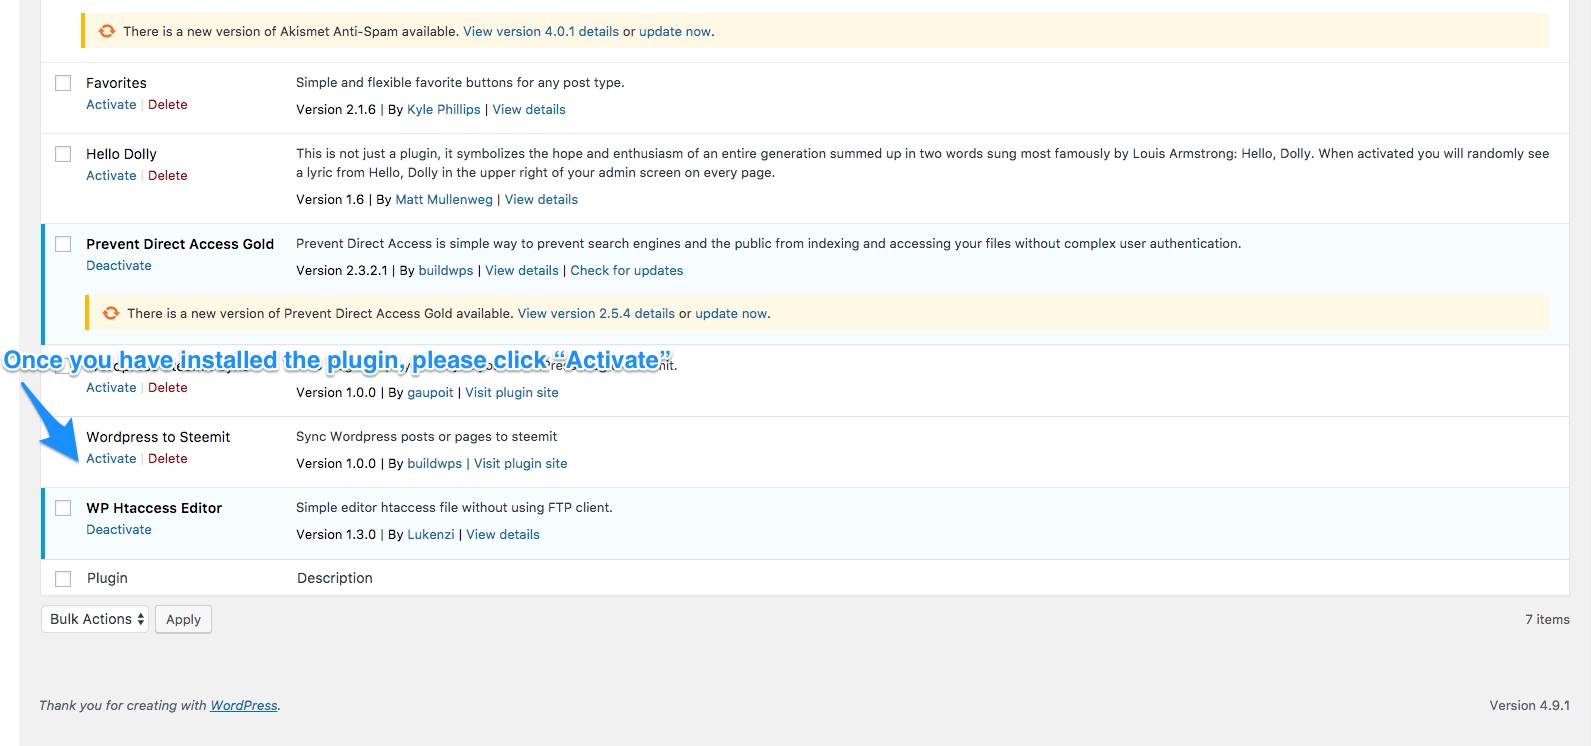 There is a new version of Akismet Anti-Spam available. View version 4.0.1 details or update now.
Favorites
Simple and flexible favorite buttons for any post type.
Activate | Delete
Version 2.1.6 | By Kyle Phillips | View details
Hello Dolly
This is not just a plugin, it symbolizes the hope and enthusiasm of an entire generation summed up in two words sung most famously by Louis Armstrong: Hello, Dolly. When activated you will randomly see
a lyric from Hello, Dolly in the upper right of your admin screen on every page.
Activate | Delete
Version 1.6 | By Matt Mullenweg | View details
Prevent Direct Access Gold
Prevent Direct Access is simple way to prevent search engines and the public from indexing and accessing your files without complex user authentication.
Deactivate
Version 2.3.2.1 | By buildwps | View details | Check for updates
There is a new version of Prevent Direct Access Gold available. View version 2.5.4 details or update now.
Once you have installed the plugin, please click “Activate”
Activate | Delete
Version 1.0.0 | By gaupoit | Visit plugin site
Wordpress to Steemit
Sync Wordpress posts or pages to steemit
Activate | Delete
Version 1.0.0 | By buildwps | Visit plugin site
WP Htaccess Editor
Simple editor htaccess file without using FTP client.
Deactivate
Version 1.3.0 | By Lukenzi | View details
Plugin
Description
Bulk Actions
Apply
7 items
Thank you for creating with WordPress.
Version 4.9.1